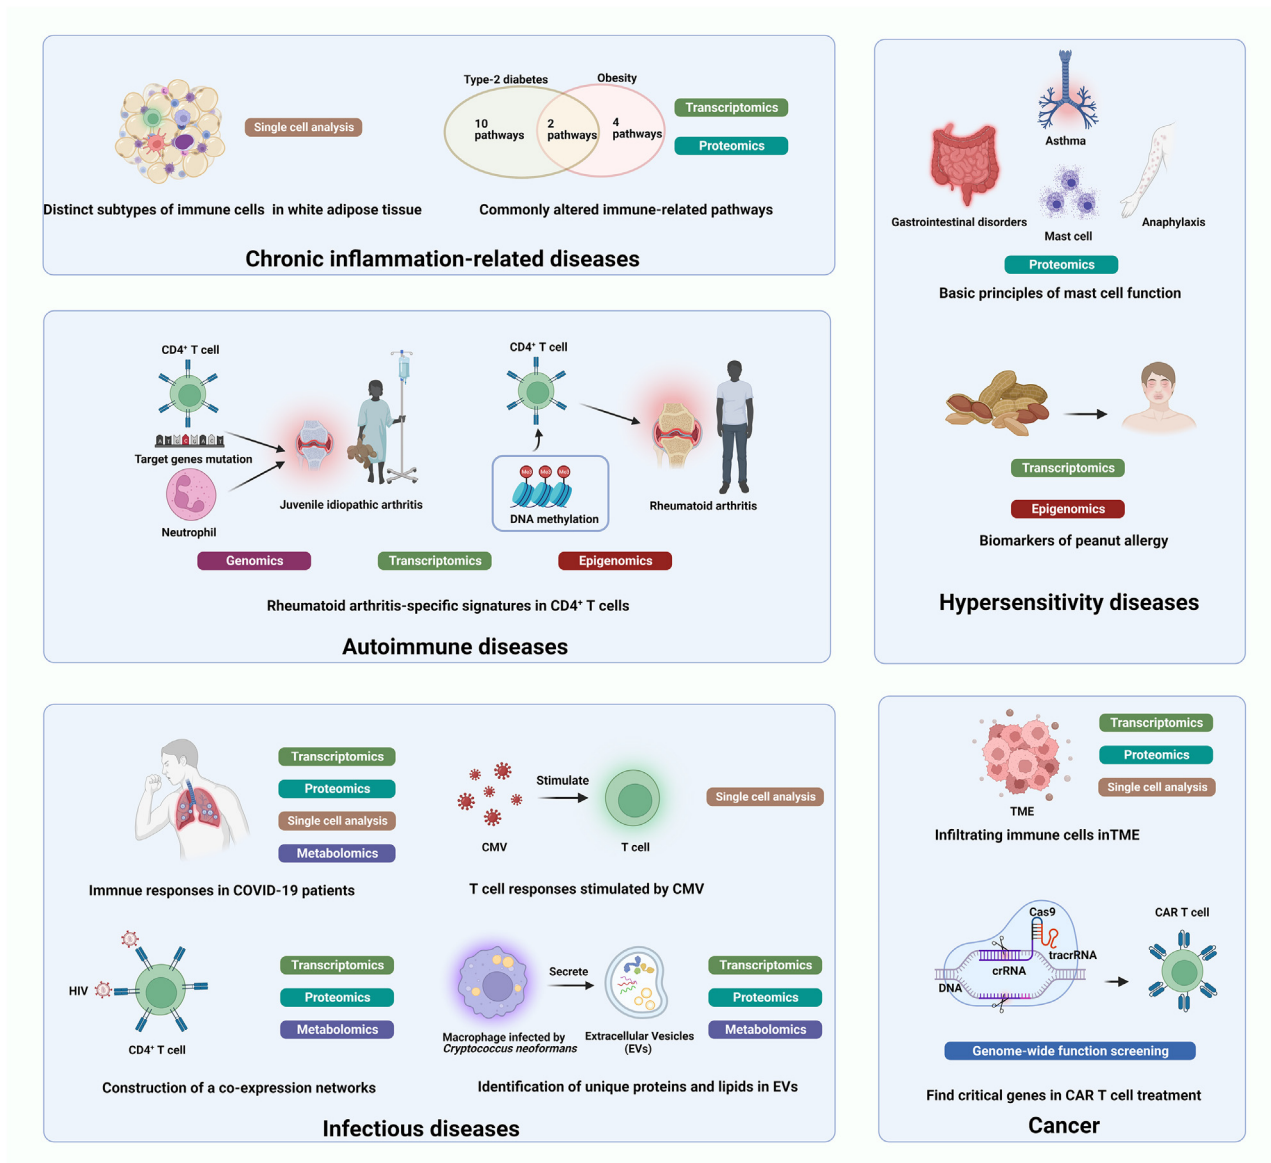 Type-2 diabetes
Obesity
10
pathways
2
pathways
4
pathways
Single cell analysis
Transcriptomics
Proteomics
Distinct subtypes of immune cells in white adipose tissue
Commonly altered immune-related pathways
Chronic inflammation-related diseases
Asthma
Gastrointestinal disorders
Mast cell
Anaphylaxis
Proteomics
Basic principles of mast cell function
Transcriptomics
Epigenomics
Biomarkers of peanut allergy
Hypersensitivity diseases
CD4+ T cell
A T G C G A C T
Target genes mutation
Neutrophil
Juvenile idiopathic arthritis
CD4+ T cell
Me3 Me3 Me3
DNA methylation
Rheumatoid arthritis
Genomics
Transcriptomics
Epigenomics
Rheumatoid arthritis-specific signatures in CD4+ T cells
Autoimmune diseases
Transcriptomics
Proteomics
Single cell analysis
Metabolomics
Immnue responses in COVID-19 patients
Stimulate
CMV
T cell
Single cell analysis
T cell responses stimulated by CMV
HIV
CD4+ T cell
Transcriptomics
Proteomics
Metabolomics
Construction of a co-expression networks
Secrete
Macrophage infected by
Cryptococcus neoformans
Extracellular Vesicles
(EVs)
Transcriptomics
Proteomics
Metabolomics
Identification of unique proteins and lipids in EVs
Infectious diseases
TME
Transcriptomics
Proteomics
Single cell analysis
Infiltrating immune cells inTME
Cas9
tracrRNA
crRNA
DNA
CAR T cell
Genome-wide function screening
Find critical genes in CAR T cell treatment
Cancer